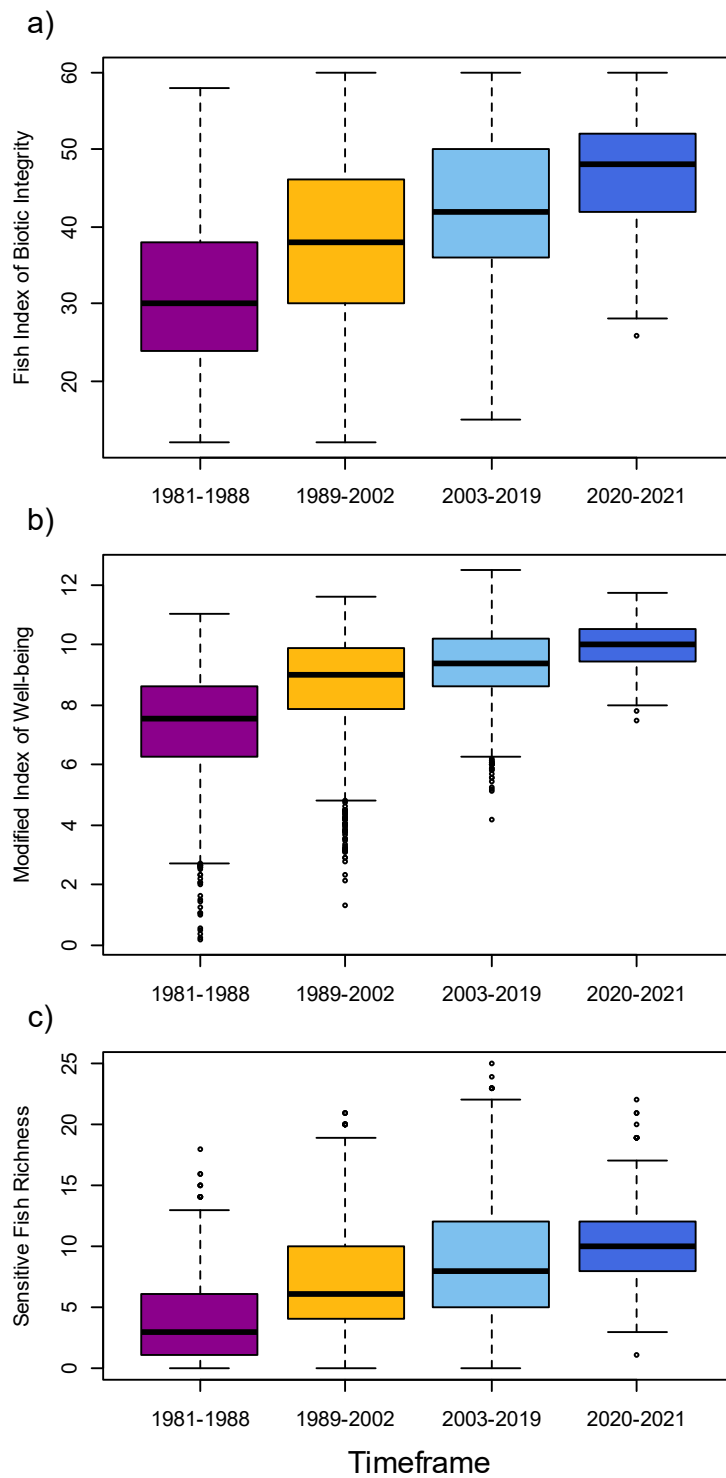 a)
Fish Index of Biotic Integrity
60
50
40
30
20
1981-1988 1989-2002 2003-2019 2020-2021
b)
Modified Index of Well-being
12
10
8
6
4
2
0
1981-1988 1989-2002 2003-2019 2020-2021
c)
Sensitive Fish Richness
25
20
15
10
5
0
1981-1988 1989-2002 2003-2019 2020-2021
Timeframe